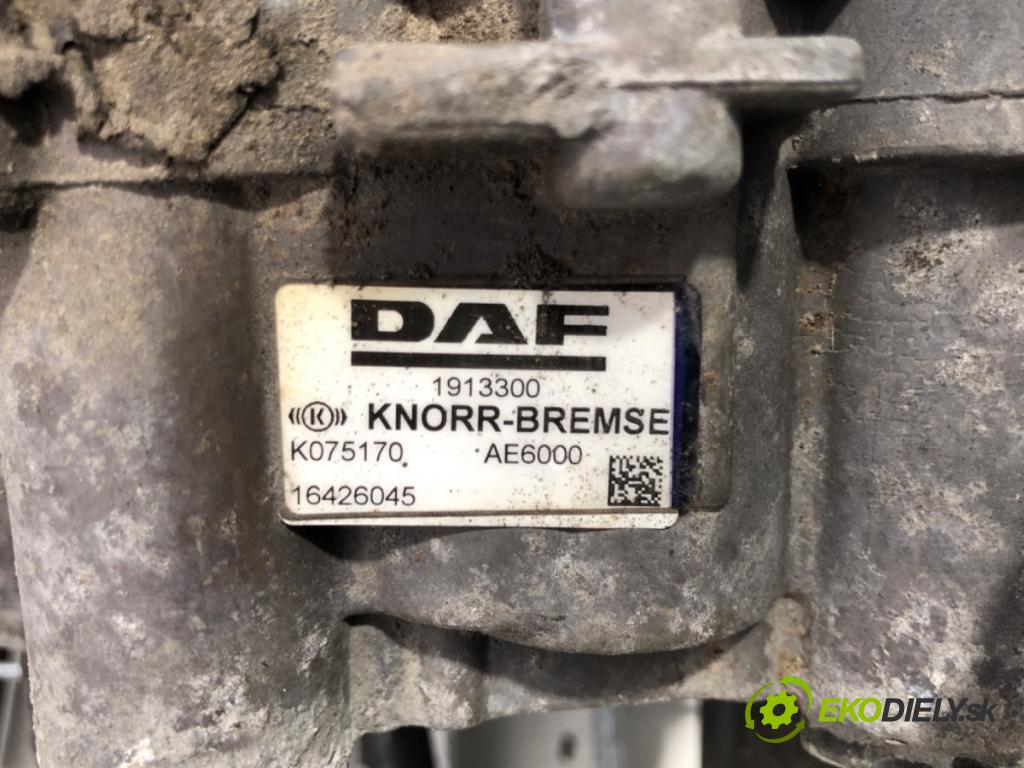 DAF
1913300
K KNORR-BREMSE
K075170 AE6000
16426045
EKODIELY.sk